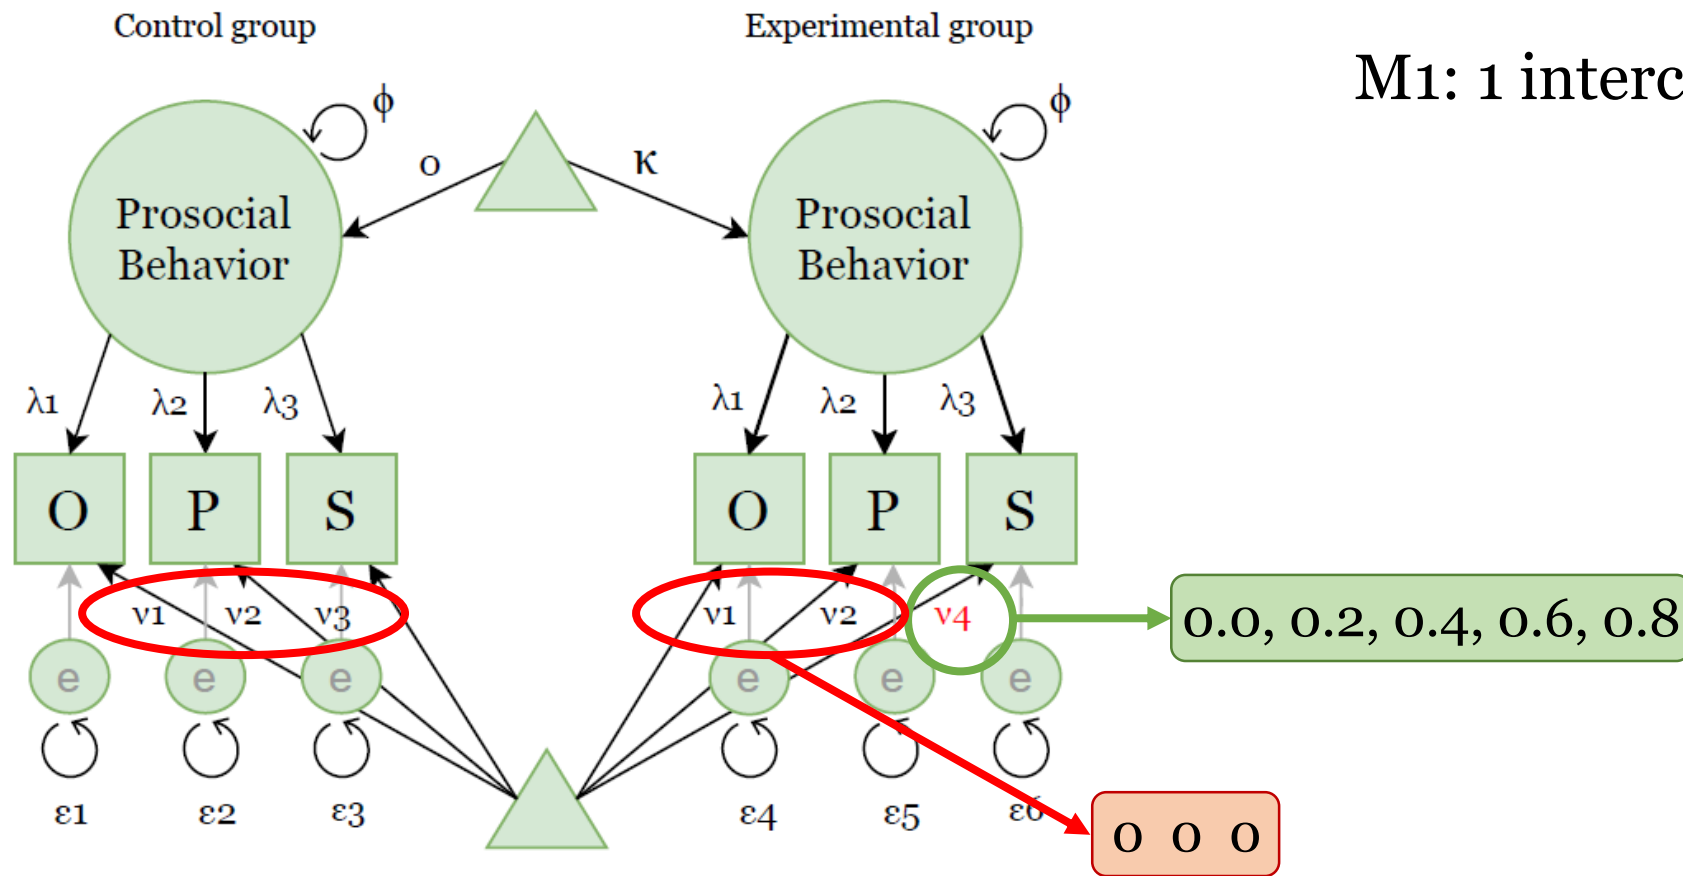 Control group
Experimental group
M1: 1 interc
ϕ
ϕ
0
κ
Prosocial
Behavior
Prosocial
Behavior
λ1
λ2
λ3
λ1
λ2
λ3
O
P
S
O
P
S
ν1
ν2
ν3
ν1
ν2
ν4
0.0, 0.2, 0.4, 0.6, 0.8
e
e
e
e
e
e
ε1
ε2
ε3
ε4
ε5
ε6
0 0 0